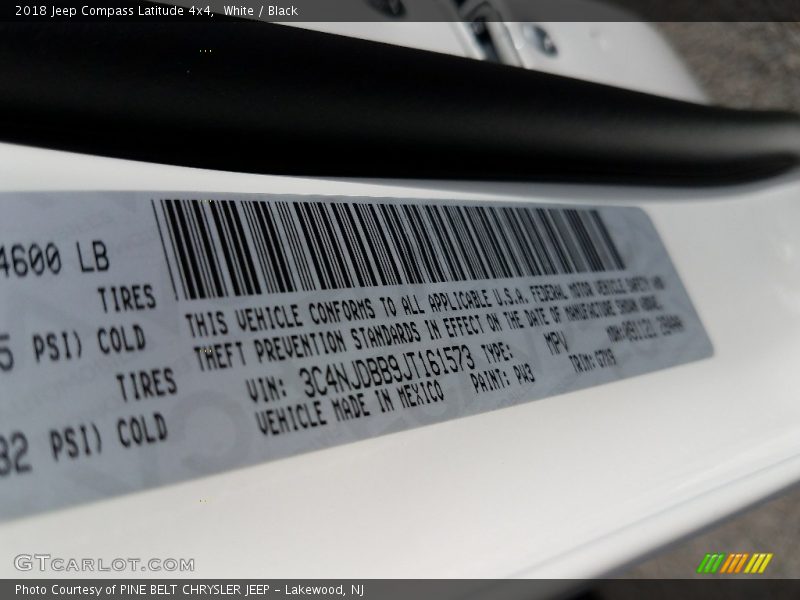 2018 Jeep Compass Latitude 4x4, White / Black
4600 LB
TIRES
5 PSI) COLD
TIRES
32 PSI) COLD
THIS VEHICLE CONFORMS TO ALL APPLICABLE U.S.A. FEDERAL MOTOR VEHICLE SAFETY AND
THEFT PREVENTION STANDARDS IN EFFECT ON THE DATE OF MANUFACTURE SHOWN ABOVE.
VIN: 3C4NJDBB9JT161573 TYPE: MPV
VEHICLE MADE IN MEXICO PAINT: PW3 TRIM:
GTCARLOT.COM
Photo Courtesy of PINE BELT CHRYSLER JEEP - Lakewood, NJ